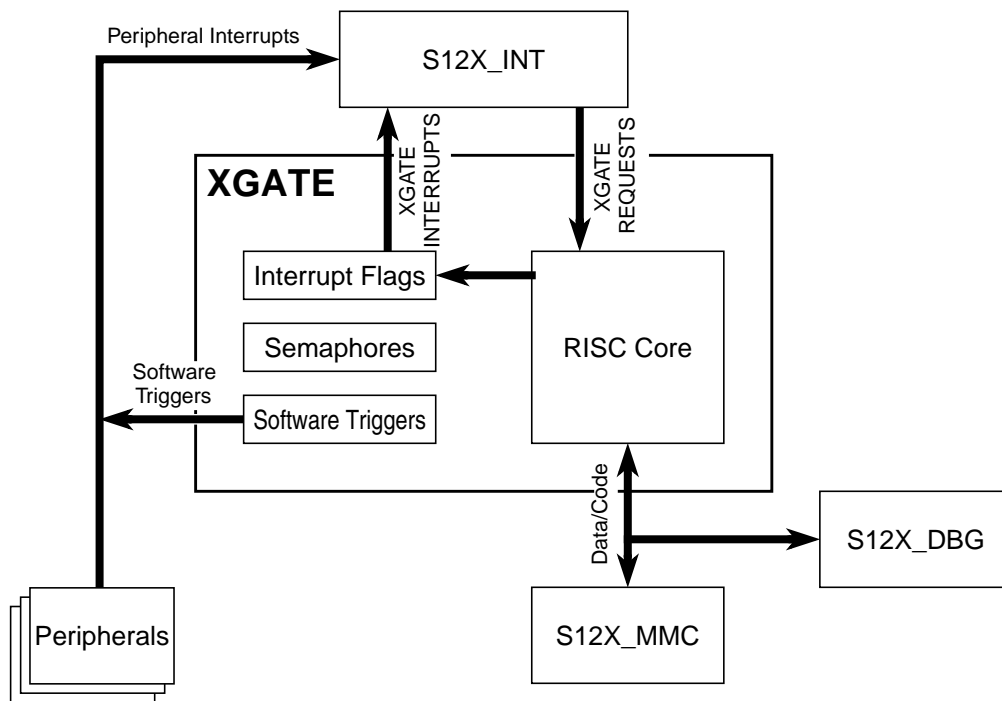 Peripheral Interrupts
S12X_INT
XGATE
INTERRUPTS
XGATE
REQUESTS
XGATE
Interrupt Flags
Semaphores
RISC Core
Software
Triggers
Software Triggers
Data/Code
S12X_DBG
Peripherals
S12X_MMC